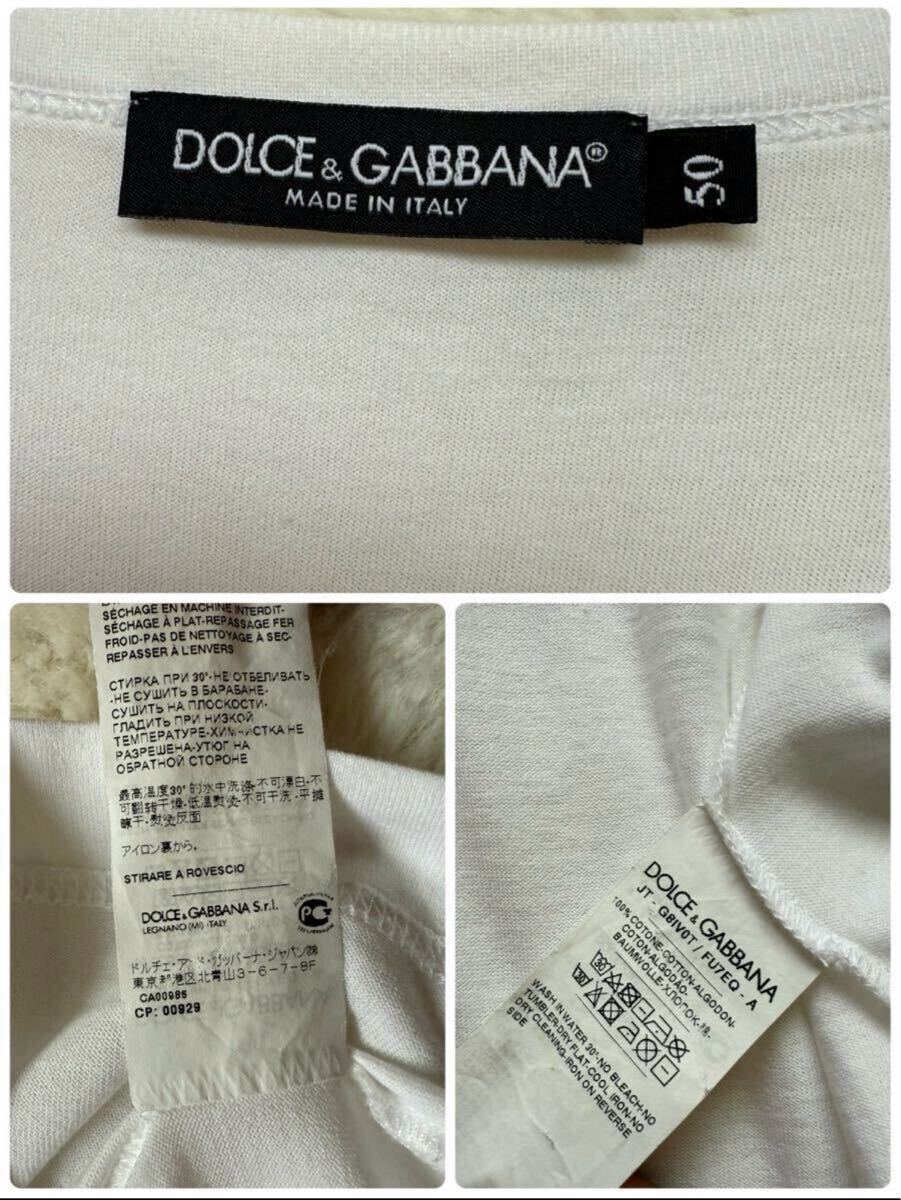 DOLCE & GABBANA®
MADE IN ITALY
50
SÉCHAGE EN MACHINE INTERDIT-
SÉCHAGE À PLAT-REPASSAGE FER
FROID-PAS DE NETTOYAGE À SEC-
REPASSER À L'ENVERS
СТИРКА ПРИ 30°-НЕ ОТБЕЛИВАТЬ
-НЕ СУШИТЬ В БАРАБАНЕ-
СУШИТЬ НА ПЛОСКОСТИ-
ГЛАДИТЬ ПРИ НИЗКОЙ
ТЕМПЕРАТУРЕ-ХИМЧИСТКА НЕ
РАЗРЕШЕНА-УТЮГ НА
ОБРАТНОЙ СТОРОНЕ
最高温度30°的水中洗涤-不可漂白-不
可翻转干燥-低温熨烫-不可干洗-平摊
晾干-熨烫反面
アイロン裏から。
STIRARE A ROVESCIO
DOLCE & GABBANA S.r.l.
LEGNANO (MI) ITALY
ドルチェ・アンド・ガッバーナ・ジャパン㈱
東京都港区北青山3-6-7-8F
CA00985
CP: 00929
DOLCE & GABBANA
JT - G8IV0T / FU7EQ - A
100% COTONE-COTTON-ALGODON-
COTON-ALGODÃO-
BAUMWOLLE-ХЛОПОК-棉-
WASH IN WATER 30°-NO BLEACH-NO
TUMBLER-DRY FLAT-COOL IRON-NO
DRY CLEANING-IRON ON REVERSE
SIDE